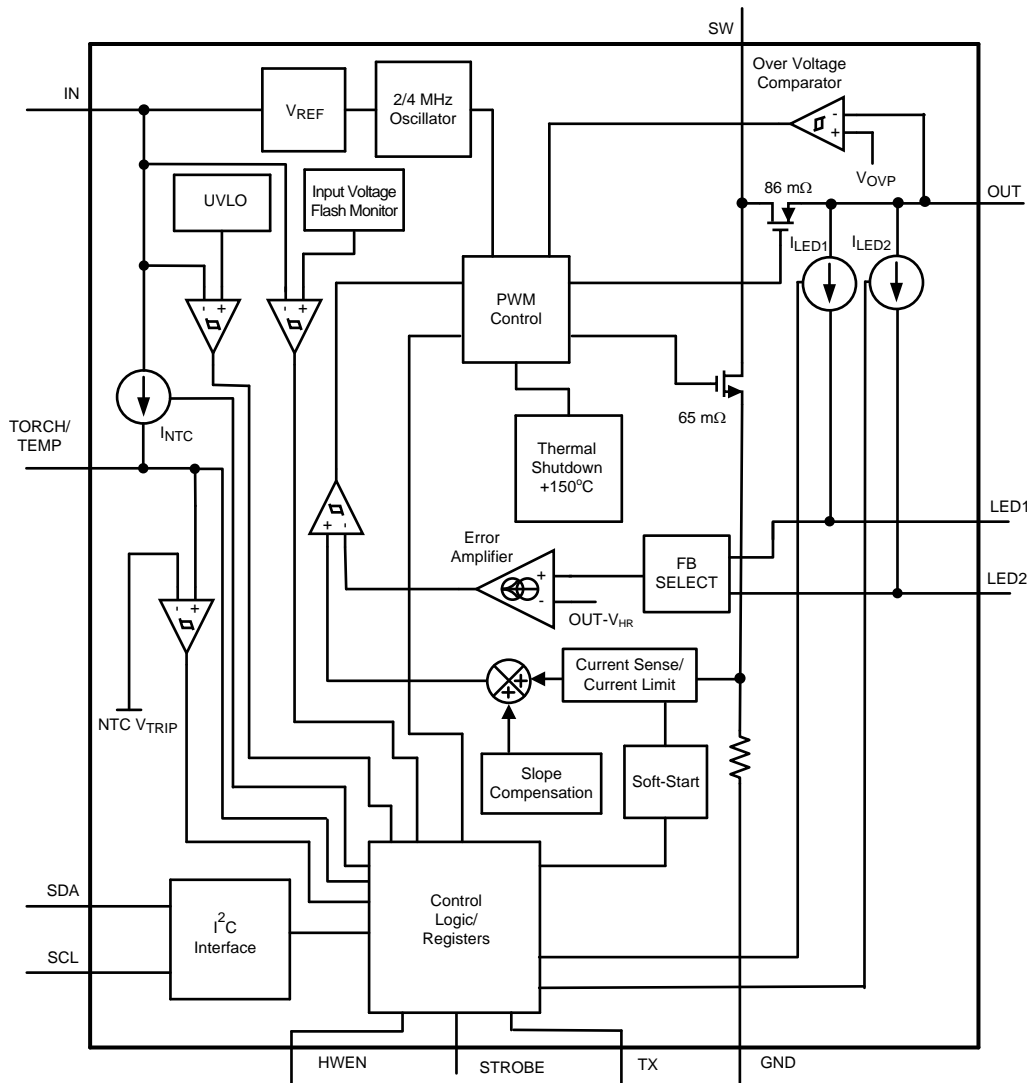 SW
Over Voltage
Comparator
IN
VREF
2/4 MHz
Oscillator
-
+
VOVP
UVLO
Input Voltage
Flash Monitor
86 mΩ
OUT
ILED1
ILED2
- +
- +
PWM
Control
INTC
65 mΩ
TORCH/
TEMP
Thermal
Shutdown
+150°C
+ -
LED1
Error
Amplifier
+
-
FB
SELECT
LED2
OUT-VHR
- +
Current Sense/
Current Limit
+
+
NTC VTRIP
Slope
Compensation
Soft-Start
SDA
I2C
Interface
Control
Logic/
Registers
SCL
HWEN
STROBE
TX
GND